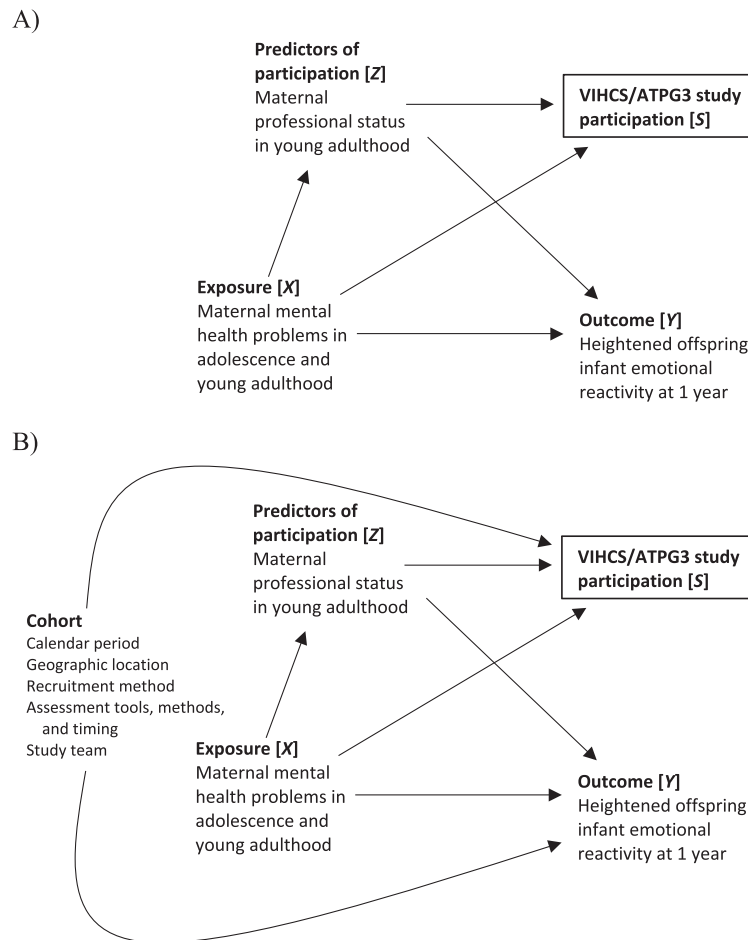 A)
Predictors of
participation [Z]
Maternal
professional status
in young adulthood
VIHCS/ATPG3 study
participation [S]
Exposure [X]
Maternal mental
health problems in
adolescence and
young adulthood
Outcome [Y]
Heightened offspring
infant emotional
reactivity at 1 year
B)
Predictors of
participation [Z]
Maternal
professional status
in young adulthood
VIHCS/ATPG3 study
participation [S]
Cohort
Calendar period
Geographic location
Recruitment method
Assessment tools, methods,
and timing
Study team
Exposure [X]
Maternal mental
health problems in
adolescence and
young adulthood
Outcome [Y]
Heightened offspring
infant emotional
reactivity at 1 year